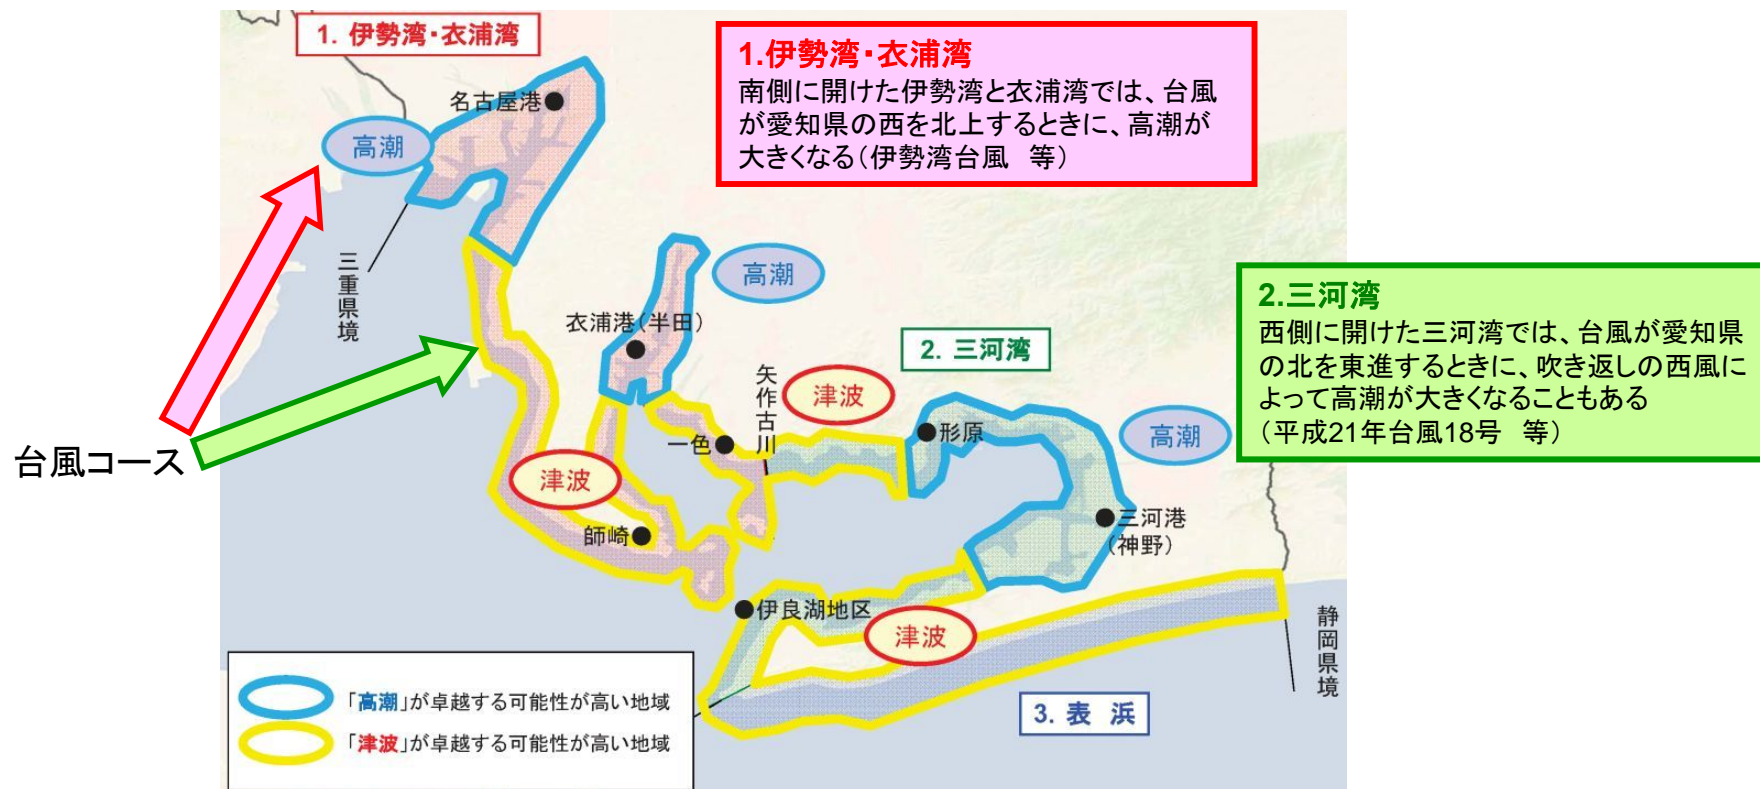 1. 伊勢湾・衣浦湾
1.伊勢湾・衣浦湾
南側に開けた伊勢湾と衣浦湾では、台風
が愛知県の西を北上するときに、高潮が
大きくなる（伊勢湾台風　等）
名古屋港
高潮
三重県境
高潮
衣浦港（半田）
2. 三河湾
2.三河湾
西側に開けた三河湾では、台風が愛知県
の北を東進するときに、吹き返しの西風に
よって高潮が大きくなることもある
（平成21年台風18号　等）
矢作古川
津波
一色
形原
高潮
台風コース
津波
師崎
三河港
（神野）
伊良湖地区
津波
静岡県境
3. 表　浜
「高潮」が卓越する可能性が高い地域
「津波」が卓越する可能性が高い地域